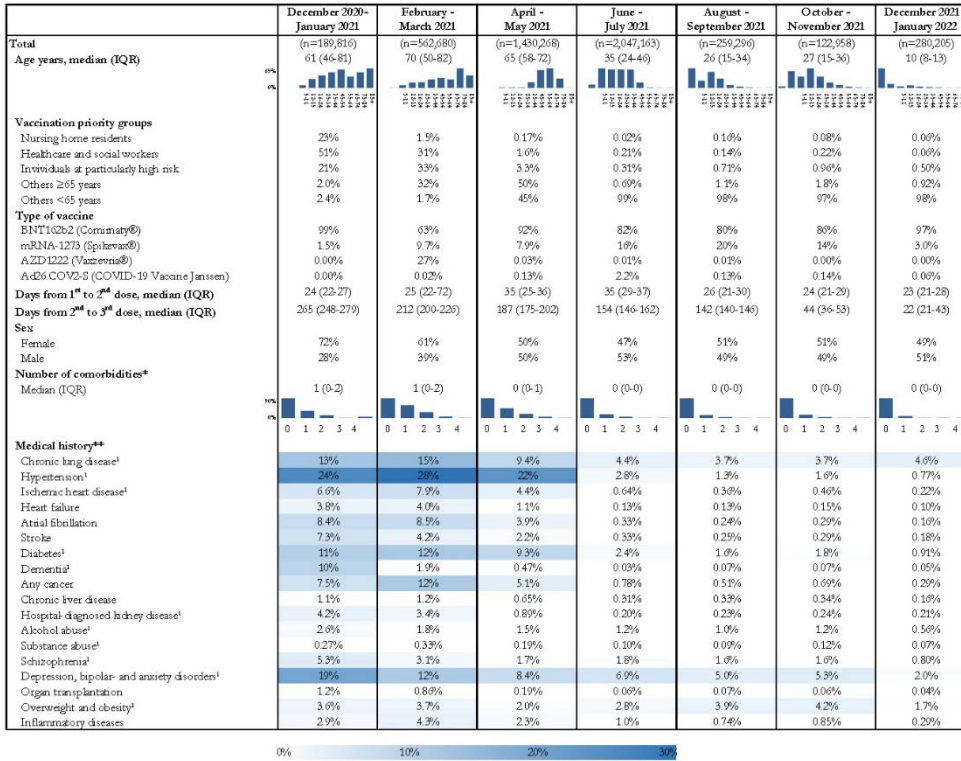 December 2020- January 2021 February - March 2021 April - May 2021 June - July 2021 August - September 2021 October - November 2021 December 2021 January 2022
Total (n=189,816) (n=562,680) (n=1,430,268) (n=2,047,163) (n=259,296) (n=122,958) (n=280,205)
Age years, median (IQR) 61 (46-81) 70 (50-82) 65 (58-72) 35 (24-46) 26 (15-34) 27 (15-36) 10 (8-13)
Vaccination priority groups
Nursing home residents 23% 1.5% 0.17% 0.02% 0.16% 0.08% 0.06%
Healthcare and social workers 51% 31% 1.6% 0.21% 0.14% 0.22% 0.06%
Invividuals at particularly high risk 21% 33% 3.3% 0.31% 0.71% 0.96% 0.50%
Others ≥65 years 2.0% 32% 50% 0.69% 1.1% 1.8% 0.92%
Others <65 years 2.4% 1.7% 45% 99% 98% 97% 98%
Type of vaccine
BNT162b2 (Comirnaty®) 99% 63% 92% 82% 80% 86% 97%
mRNA-1273 (Spikevax®) 1.5% 9.7% 7.9% 16% 20% 14% 3.0%
AZD1222 (Vaxzevria®) 0.00% 27% 0.03% 0.01% 0.01% 0.00% 0.00%
Ad26.COV2-S (COVID-19 Vaccine Janssen) 0.00% 0.02% 0.13% 2.2% 0.13% 0.14% 0.06%
Days from 1st to 2nd dose, median (IQR) 24 (22-27) 25 (22-72) 35 (25-36) 35 (29-37) 26 (21-30) 24 (21-29) 23 (21-28)
Days from 2nd to 3rd dose, median (IQR) 265 (248-279) 212 (200-226) 187 (175-202) 154 (146-162) 142 (140-146) 44 (36-53) 22 (21-43)
Sex
Female 72% 61% 50% 47% 51% 51% 49%
Male 28% 39% 50% 53% 49% 49% 51%
Number of comorbidities*
Median (IQR) 1 (0-2) 1 (0-2) 0 (0-1) 0 (0-0) 0 (0-0) 0 (0-0) 0 (0-0)
0 1 2 3 4 0 1 2 3 4 0 1 2 3 4 0 1 2 3 4 0 1 2 3 4 0 1 2 3 4 0 1 2 3 4
Medical history**
Chronic lung disease¹ 13% 15% 9.4% 4.4% 3.7% 3.7% 4.6%
Hypertension¹ 24% 28% 22% 2.8% 1.3% 1.6% 0.77%
Ischemic heart disease¹ 6.6% 7.9% 4.4% 0.64% 0.36% 0.46% 0.22%
Heart failure 3.8% 4.0% 1.1% 0.13% 0.13% 0.15% 0.10%
Atrial fibrillation 8.4% 8.5% 3.9% 0.33% 0.24% 0.29% 0.16%
Stroke 7.3% 4.2% 2.2% 0.33% 0.25% 0.29% 0.18%
Diabetes¹ 11% 12% 9.3% 2.4% 1.6% 1.8% 0.91%
Dementia¹ 10% 1.9% 0.47% 0.03% 0.07% 0.07% 0.05%
Any cancer 7.5% 12% 5.1% 0.78% 0.51% 0.69% 0.29%
Chronic liver disease 1.1% 1.2% 0.65% 0.31% 0.33% 0.34% 0.16%
Hospital-diagnosed kidney disease¹ 4.2% 3.4% 0.89% 0.20% 0.23% 0.24% 0.21%
Alcohol abuse¹ 2.6% 1.8% 1.5% 1.2% 1.0% 1.2% 0.56%
Substance abuse¹ 0.27% 0.33% 0.19% 0.10% 0.09% 0.12% 0.07%
Schizophrenia¹ 5.3% 3.1% 1.7% 1.8% 1.6% 1.6% 0.80%
Depression, bipolar- and anxiety disorders¹ 19% 12% 8.4% 6.9% 5.0% 5.3% 2.0%
Organ transplantation 1.2% 0.86% 0.19% 0.06% 0.07% 0.06% 0.04%
Overweight and obesity¹ 3.6% 3.7% 2.0% 2.8% 3.9% 4.2% 1.7%
Inflammatory diseases 2.9% 4.3% 2.3% 1.0% 0.74% 0.85% 0.29%
0% 10% 20% 30%